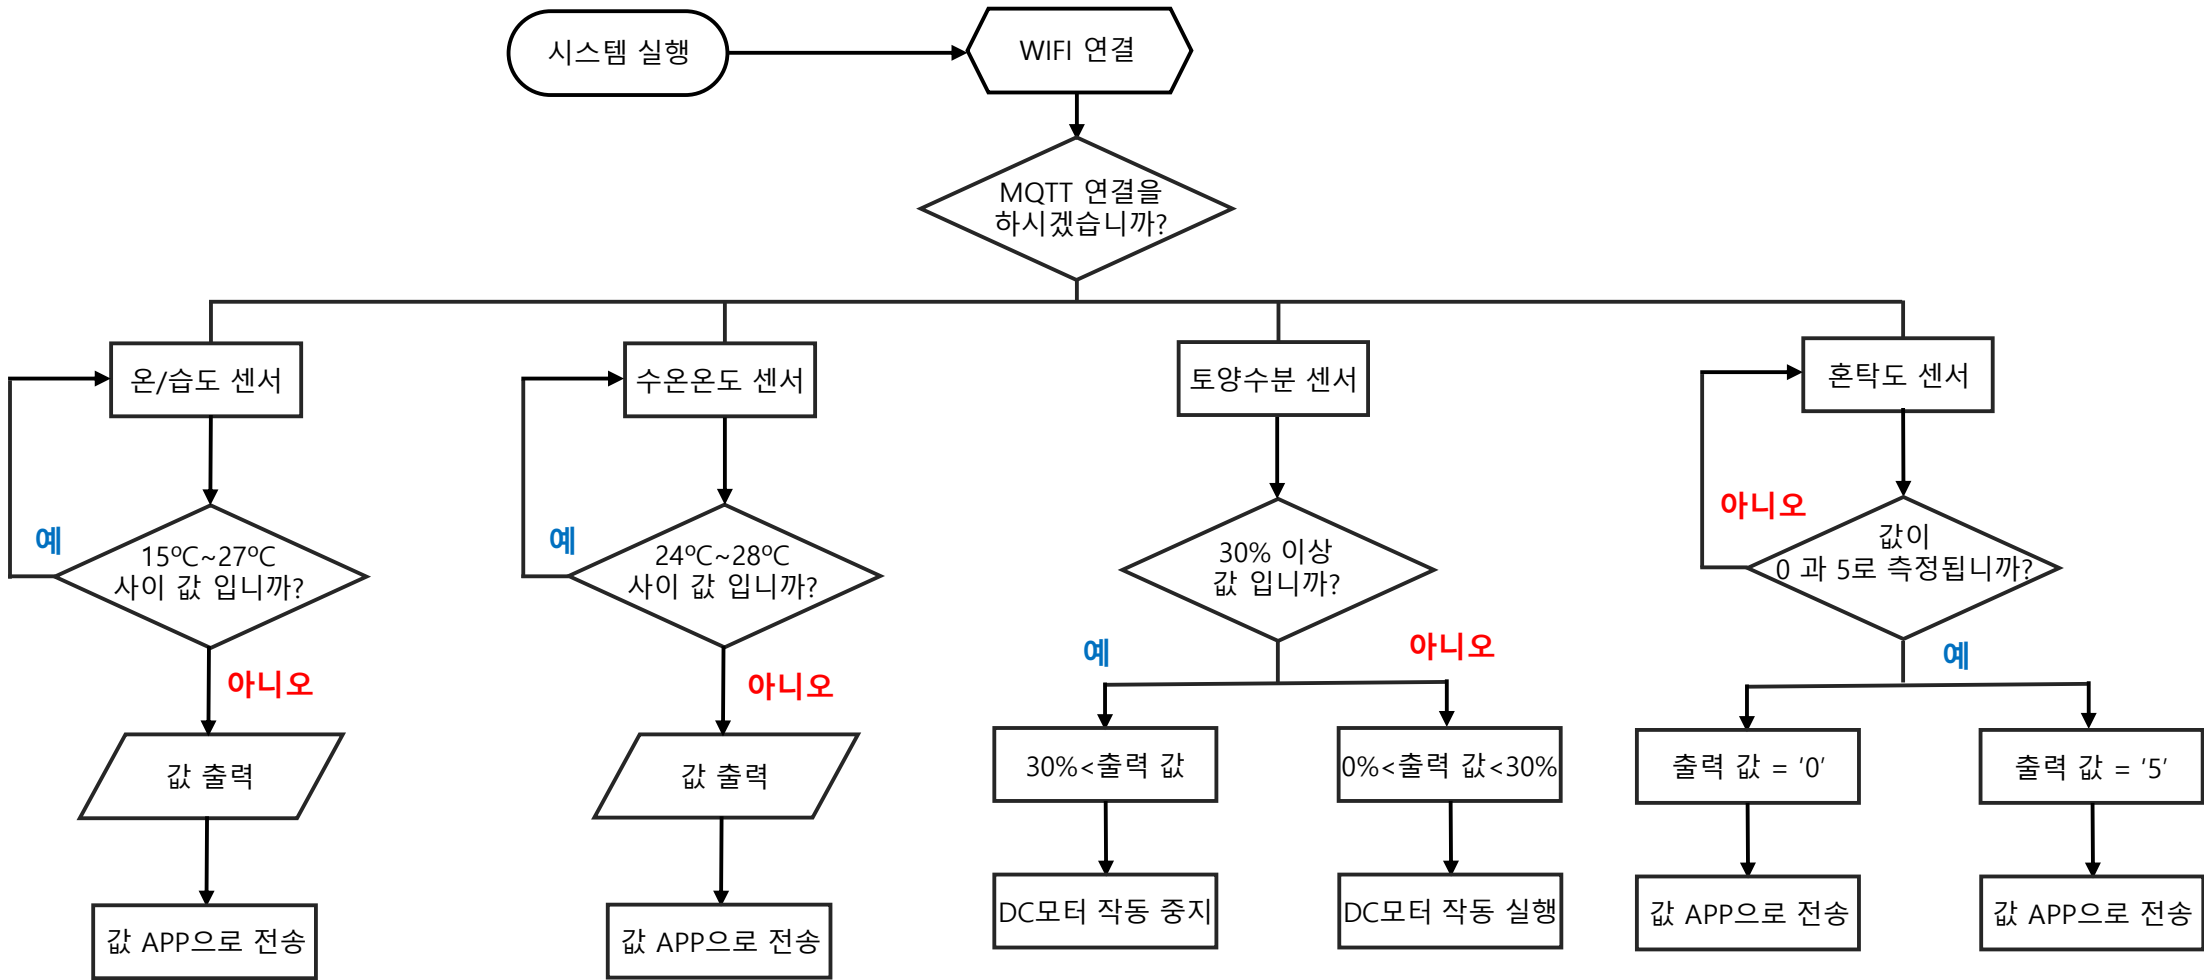 시스템 실행
WIFI 연결
MQTT 연결을
하시겠습니까?
온/습도 센서
수온온도 센서
토양수분 센서
혼탁도 센서
예
15ºC~27ºC
사이 값 입니까?
예
24ºC~28ºC
사이 값 입니까?
30% 이상
값 입니까?
아니오
값이
0 과 5로 측정됩니까?
아니오
아니오
예
아니오
예
값 출력
값 출력
30%<출력 값
0%<출력 값<30%
출력 값 = ‘0’
출력 값 = ‘5’
값 APP으로 전송
값 APP으로 전송
DC모터 작동 중지
DC모터 작동 실행
값 APP으로 전송
값 APP으로 전송